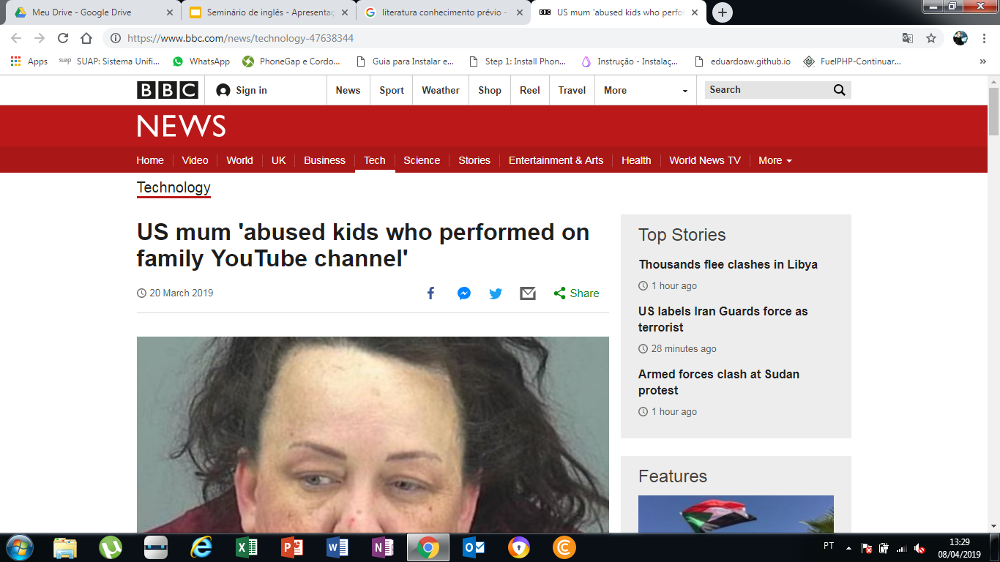 Meu Drive - Google Drive
Seminário de inglês - Apresentaç
literatura conhecimento prévio -
BBC
US mum 'abused kids who perfor
https://www.bbc.com/news/technology-47638344
Apps
suap
SUAP: Sistema Unifi...
WhatsApp
PhoneGap e Cordo...
Guia para Instalar e...
Step 1: Install Phon...
Instrução - Instalaç...
eduardoaw.github.io
FuelPHP-Continuar...
»
BBC
Sign in
News
Sport
Weather
Shop
Reel
Travel
More
Search
NEWS
Home
Video
World
UK
Business
Tech
Science
Stories
Entertainment & Arts
Health
World News TV
More
Technology
US mum 'abused kids who performed on
family YouTube channel'
20 March 2019
Share
Top Stories
Thousands flee clashes in Libya
1 hour ago
US labels Iran Guards force as
terrorist
28 minutes ago
Armed forces clash at Sudan
protest
1 hour ago
Features
PT
13:29
08/04/2019